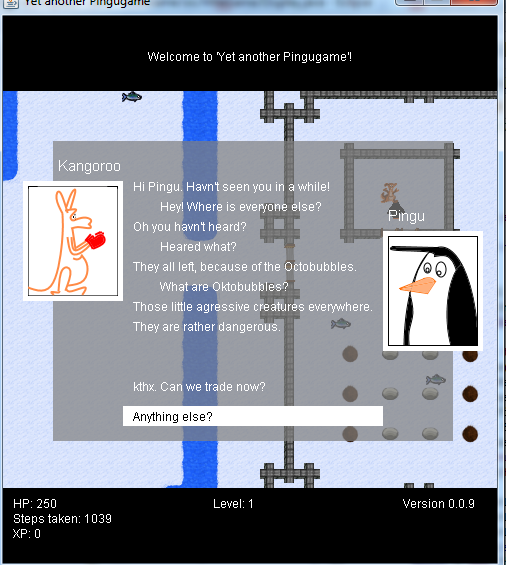 Yet another Pingugame
Welcome to 'Yet another Pingugame'!
Kangoroo
Hi Pingu. Havn't seen you in a while!
Hey! Where is everyone else?
Oh you havn't heard?
Pingu
Heared what?
They all left, because of the Octobubbles.
What are Oktobubbles?
Those little agressive creatures everywhere.
They are rather dangerous.
kthx. Can we trade now?
Anything else?
HP: 250
Level: 1
Version 0.0.9
Steps taken: 1039
XP: 0